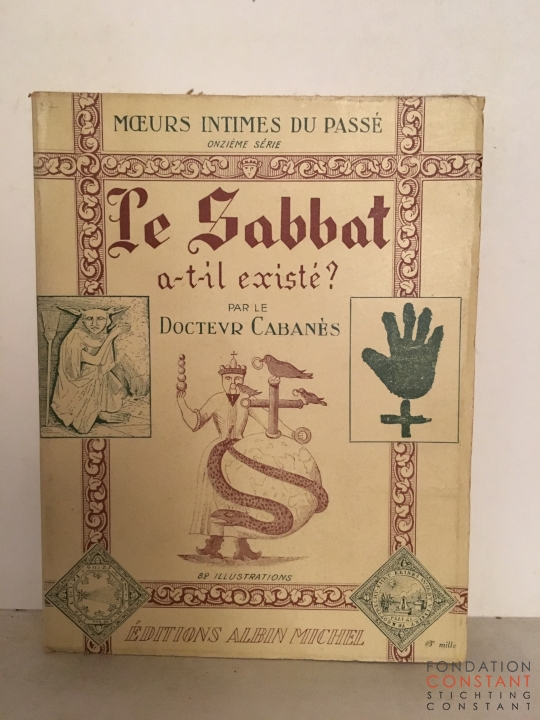 MŒURS INTIMES DU PASSÉ
ONZIÈME SÉRIE
Le Sabbat
a-t-il existé?
PAR LE
DOCTEVR CABANÈS
82 ILLUSTRATIONS
ÉDITIONS ALBIN MICHEL
mille
FONDATION
CONSTANT
STICHTING
CONSTANT